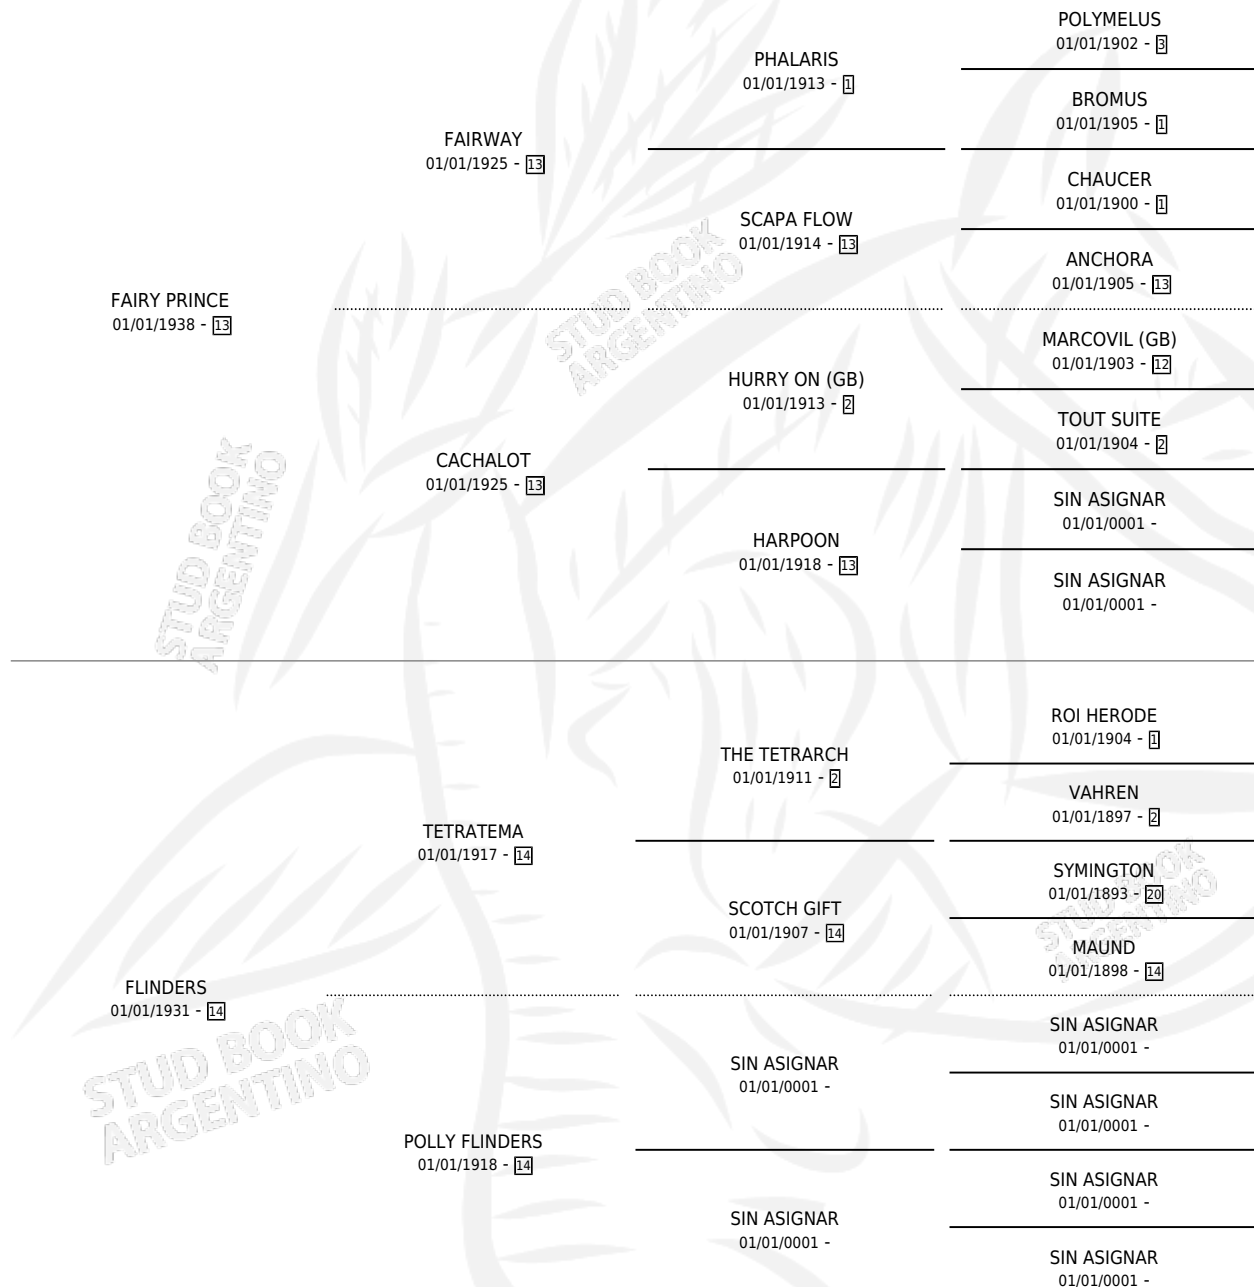 POLYMELUS
01/01/1902 - 3
PHALARIS
01/01/1913 - 1
BROMUS
01/01/1905 - 1
FAIRWAY
01/01/1925 - 13
CHAUCER
01/01/1900 - 1
SCAPA FLOW
01/01/1914 - 13
ANCHORA
01/01/1905 - 13
FAIRY PRINCE
01/01/1938 - 13
MARCOVIL (GB)
01/01/1903 - 12
HURRY ON (GB)
01/01/1913 - 2
TOUT SUITE
01/01/1904 - 2
CACHALOT
01/01/1925 - 13
SIN ASIGNAR
01/01/0001 -
HARPOON
01/01/1918 - 13
SIN ASIGNAR
01/01/0001 -
ROI HERODE
01/01/1904 - 1
THE TETRARCH
01/01/1911 - 2
VAHREN
01/01/1897 - 2
TETRATEMA
01/01/1917 - 14
SYMINGTON
01/01/1893 - 20
SCOTCH GIFT
01/01/1907 - 14
MAUND
01/01/1898 - 14
FLINDERS
01/01/1931 - 14
SIN ASIGNAR
01/01/0001 -
SIN ASIGNAR
01/01/0001 -
SIN ASIGNAR
01/01/0001 -
POLLY FLINDERS
01/01/1918 - 14
SIN ASIGNAR
01/01/0001 -
SIN ASIGNAR
01/01/0001 -
SIN ASIGNAR
01/01/0001 -
STUD BOOK
ARGENTINO
STUD BOOK
ARGENTINO
STUD BOOK
ARGENTINO
STUD BOOK
ARGENTINO